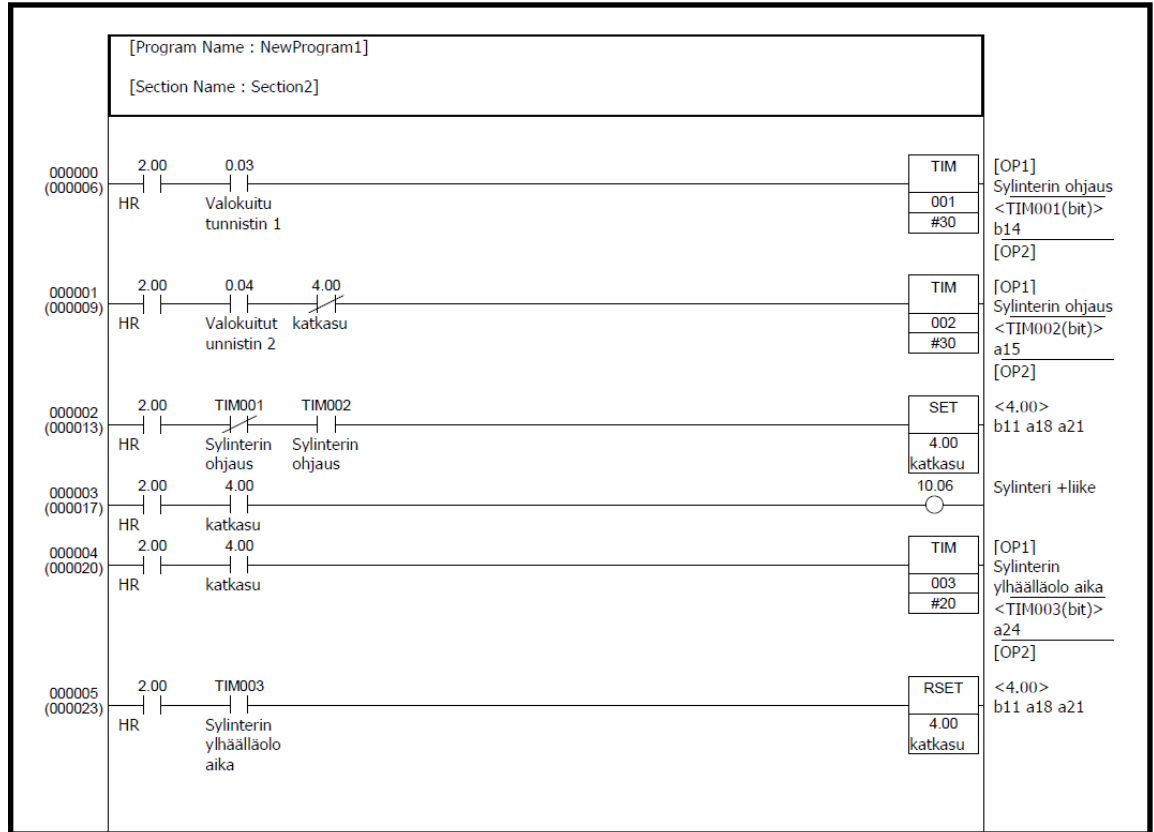 [Program Name : NewProgram1]
[Section Name : Section2]
000000
(000006)
2.00
HR
0.03
Valokuitu
tunnistin 1
TIM
001
#30
[OP1]
Sylinterin ohjaus
<TIM001(bit)>
b14
[OP2]
000001
(000009)
2.00
HR
0.04
Valokuitut
unnistin 2
4.00
katkasu
TIM
002
#30
[OP1]
Sylinterin ohjaus
<TIM002(bit)>
a15
[OP2]
000002
(000013)
2.00
HR
TIM001
Sylinterin
ohjaus
TIM002
Sylinterin
ohjaus
SET
4.00
katkasu
<4.00>
b11 a18 a21
000003
(000017)
2.00
HR
4.00
katkasu
10.06
Sylinteri +liike
000004
(000020)
2.00
HR
4.00
katkasu
TIM
003
#20
[OP1]
Sylinterin
ylhäälläolo aika
<TIM003(bit)>
a24
[OP2]
000005
(000023)
2.00
HR
TIM003
Sylinterin
ylhäälläolo
aika
RSET
4.00
katkasu
<4.00>
b11 a18 a21